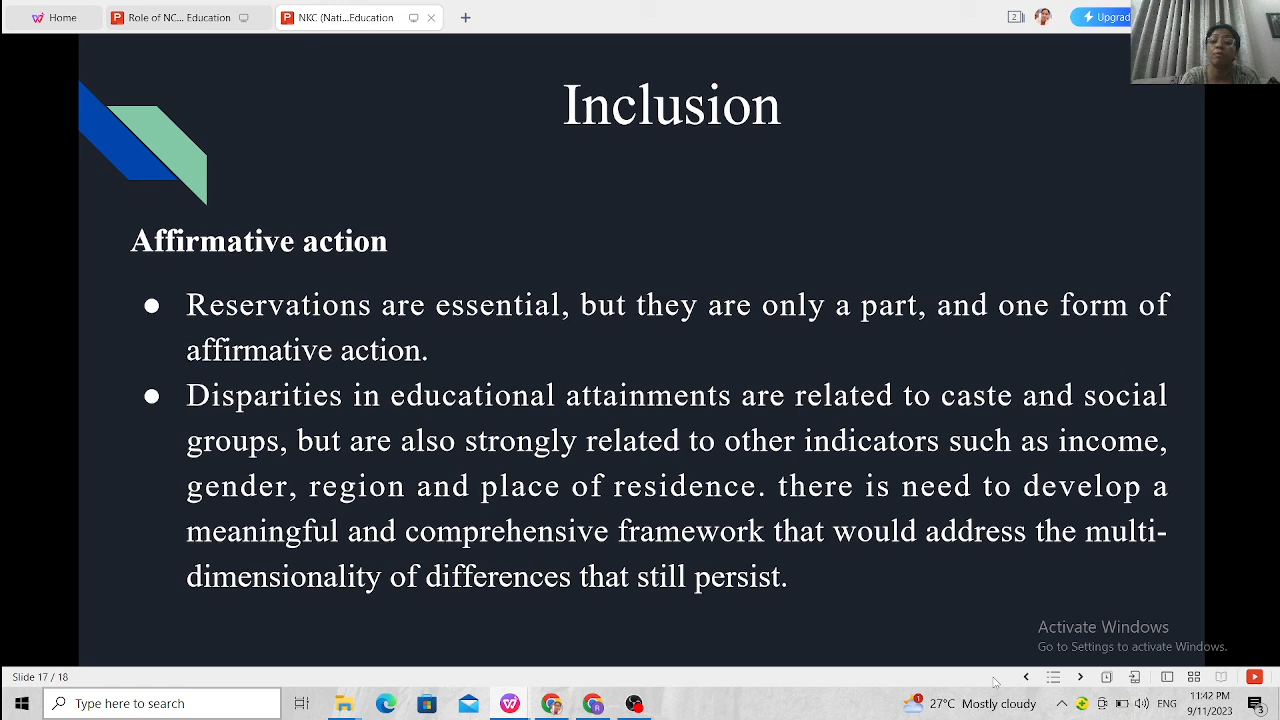 Home
Role of NC... Education
NKC (Nati...Education
2
Upgrad
Inclusion
Affirmative action
Reservations are essential, but they are only a part, and one form of
affirmative action.
Disparities in educational attainments are related to caste and social
groups, but are also strongly related to other indicators such as income,
gender, region and place of residence. there is need to develop a
meaningful and comprehensive framework that would address the multi-
dimensionality of differences that still persist.
Activate Windows
Go to Settings to activate Windows.
Slide 17 / 18
Type here to search
27°C Mostly cloudy
ENG
11:42 PM
9/11/2023
3